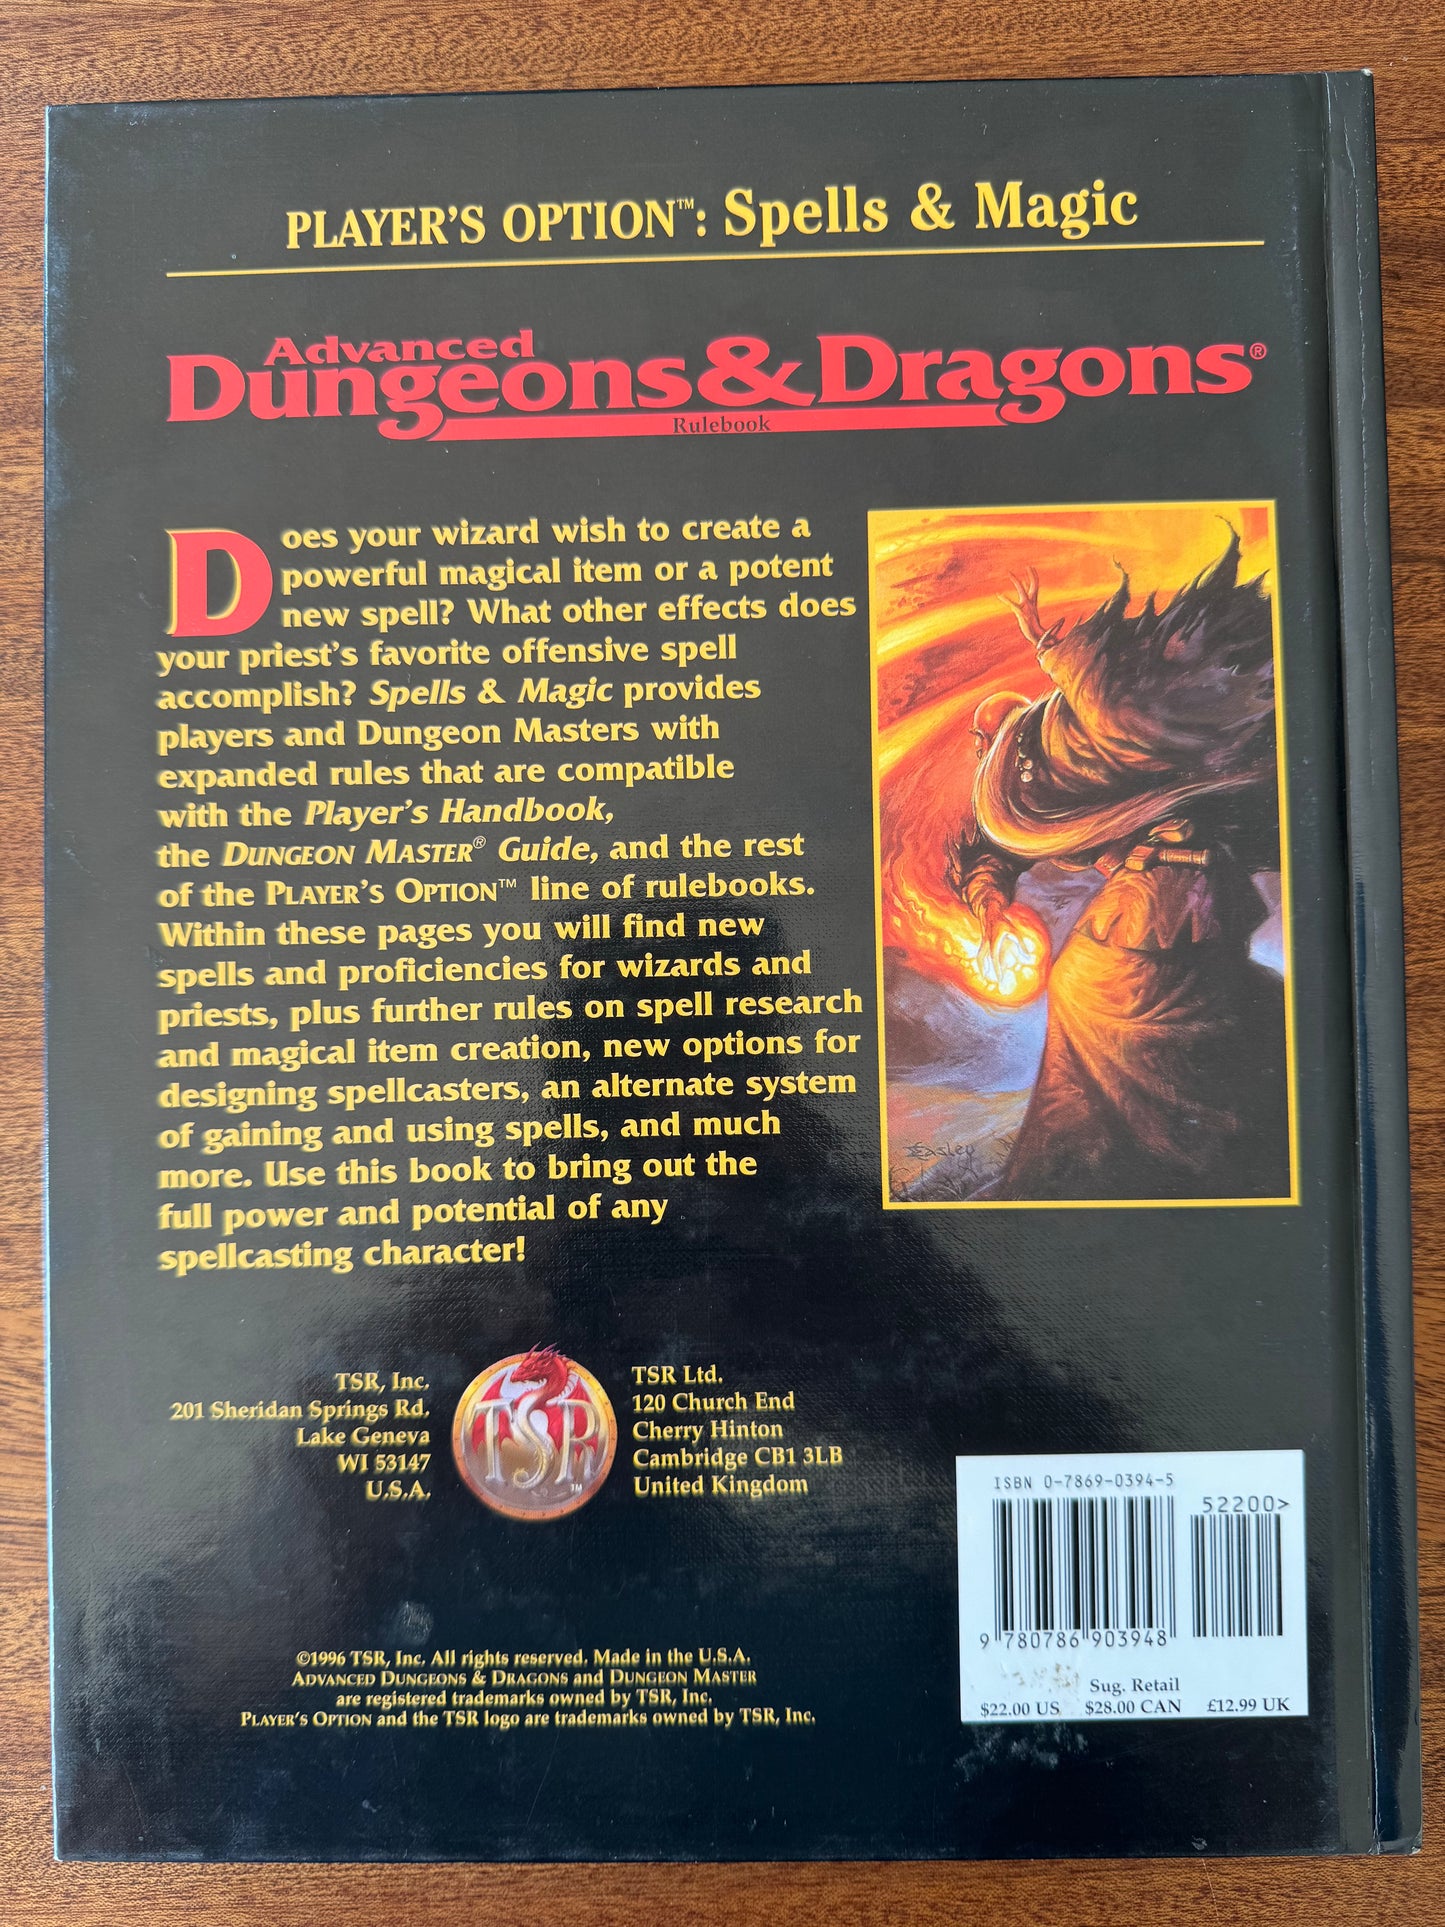 PLAYER'S OPTION™: Spells & Magic
Advanced
Dungeons & Dragons®
Rulebook
Does your wizard wish to create a
powerful magical item or a potent
new spell? What other effects does
your priest's favorite offensive spell
accomplish? Spells & Magic provides
players and Dungeon Masters with
expanded rules that are compatible
with the Player's Handbook,
the DUNGEON MASTER® Guide, and the rest
of the PLAYER'S OPTION™ line of rulebooks.
Within these pages you will find new
spells and proficiencies for wizards and
priests, plus further rules on spell research
and magical item creation, new options for
designing spellcasters, an alternate system
of gaining and using spells, and much
more. Use this book to bring out the
full power and potential of any
spellcasting character!
Easley
TSR, Inc.
201 Sheridan Springs Rd.
Lake Geneva
WI 53147
U.S.A.
TSR™
TSR Ltd.
120 Church End
Cherry Hinton
Cambridge CB1 3LB
United Kingdom
©1996 TSR, Inc. All rights reserved. Made in the U.S.A.
ADVANCED DUNGEONS & DRAGONS and DUNGEON MASTER
are registered trademarks owned by TSR, Inc.
PLAYER'S OPTION and the TSR logo are trademarks owned by TSR, Inc.
ISBN 0-7869-0394-5
52200>
9 780786 903948
Sug. Retail
$22.00 US $28.00 CAN £12.99 UK